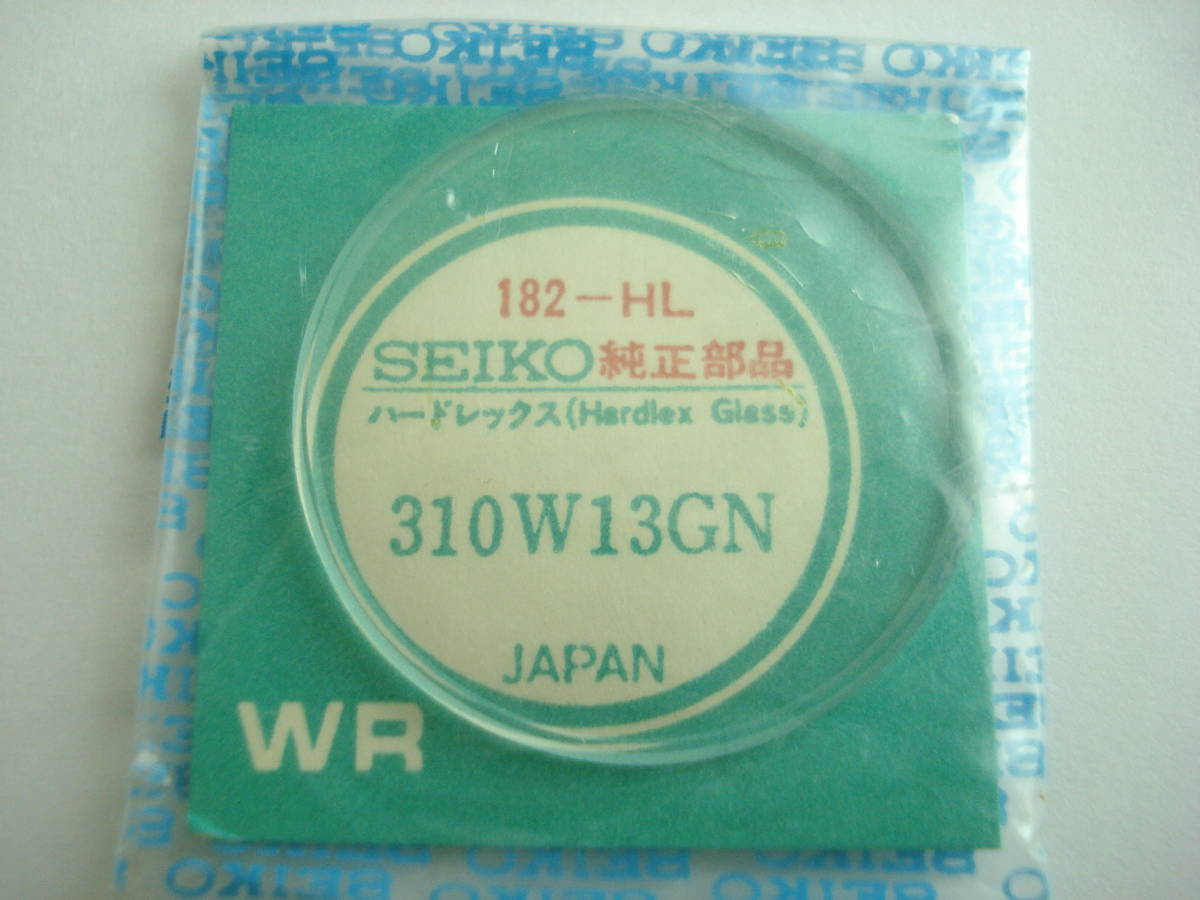 182-HL
SEIKO 純正部品
ハードレックス(Hardlex Glass)
310W13GN
JAPAN
WR